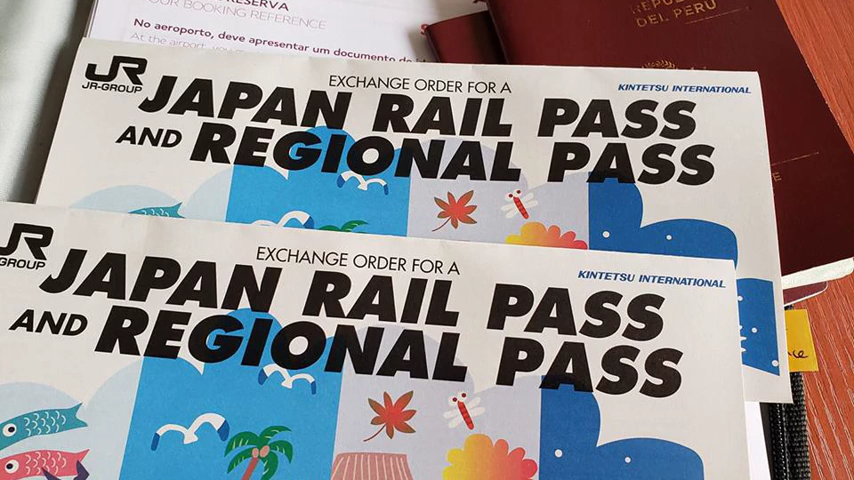 RESERVA
OUR BOOKING REFERENCE
No aeroporto, deve apresentar um documento de
At the airport, you
DEL PERÚ
JR
JR-GROUP
EXCHANGE ORDER FOR A
KINTETSU INTERNATIONAL
JAPAN RAIL PASS
AND REGIONAL PASS
JR
GROUP
EXCHANGE ORDER FOR A
KINTETSU INTERNATIONAL
JAPAN RAIL PASS
AND REGIONAL PASS